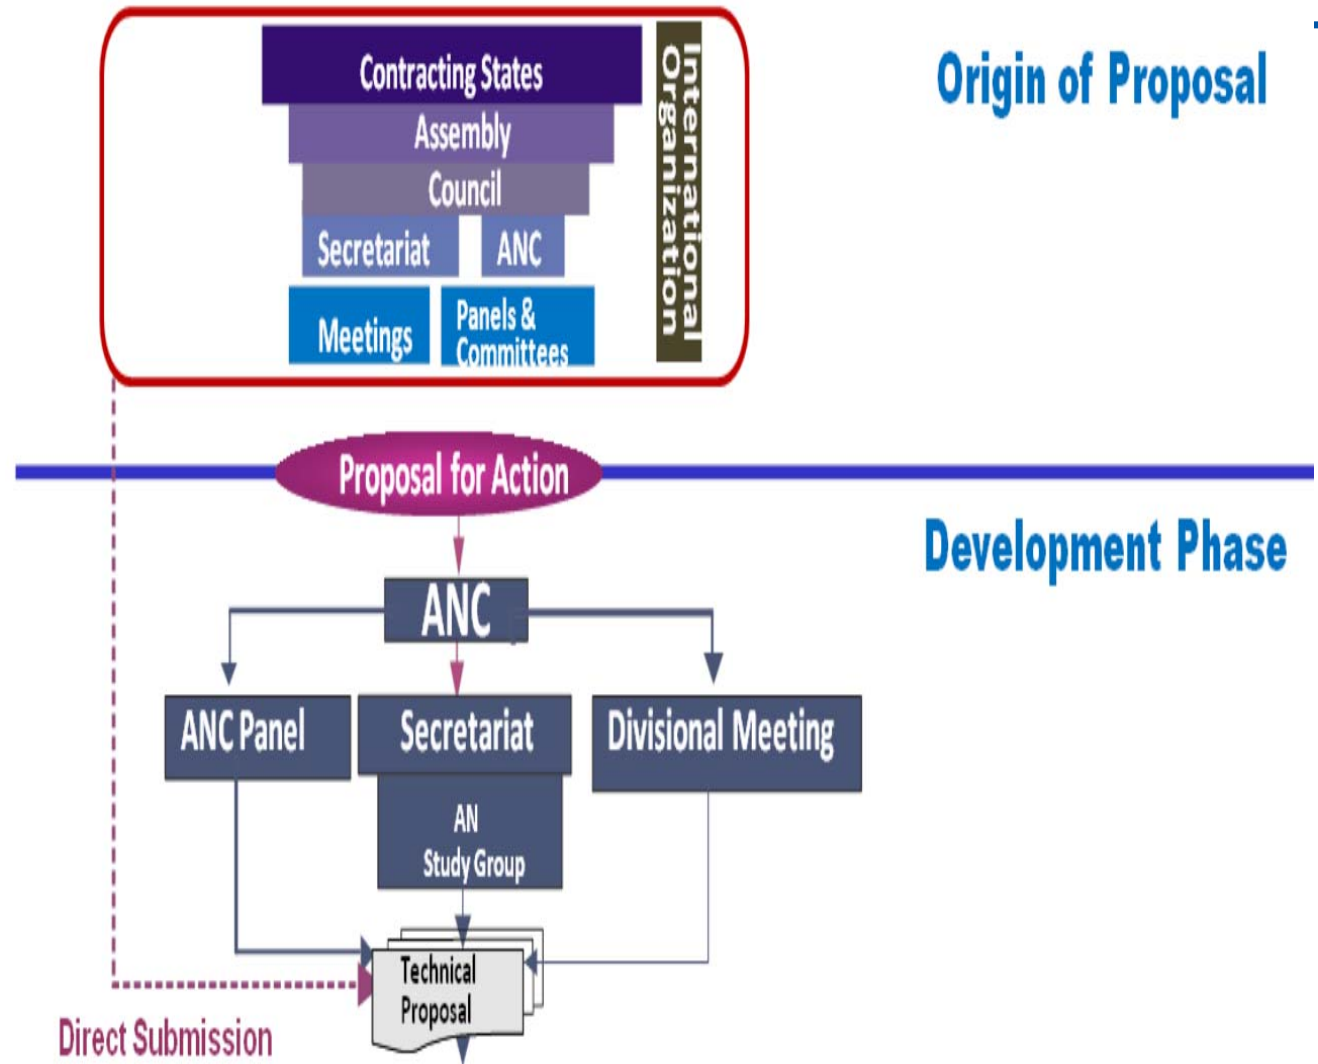 Origin of Proposal
Contracting States
Assembly
Council
Secretariat
ANC
Meetings
Panels &
Committees
International
Organization
Proposal for Action
Development Phase
ANC
ANC Panel
Secretariat
Divisional Meeting
AN
Study Group
Technical
Proposal
Direct Submission